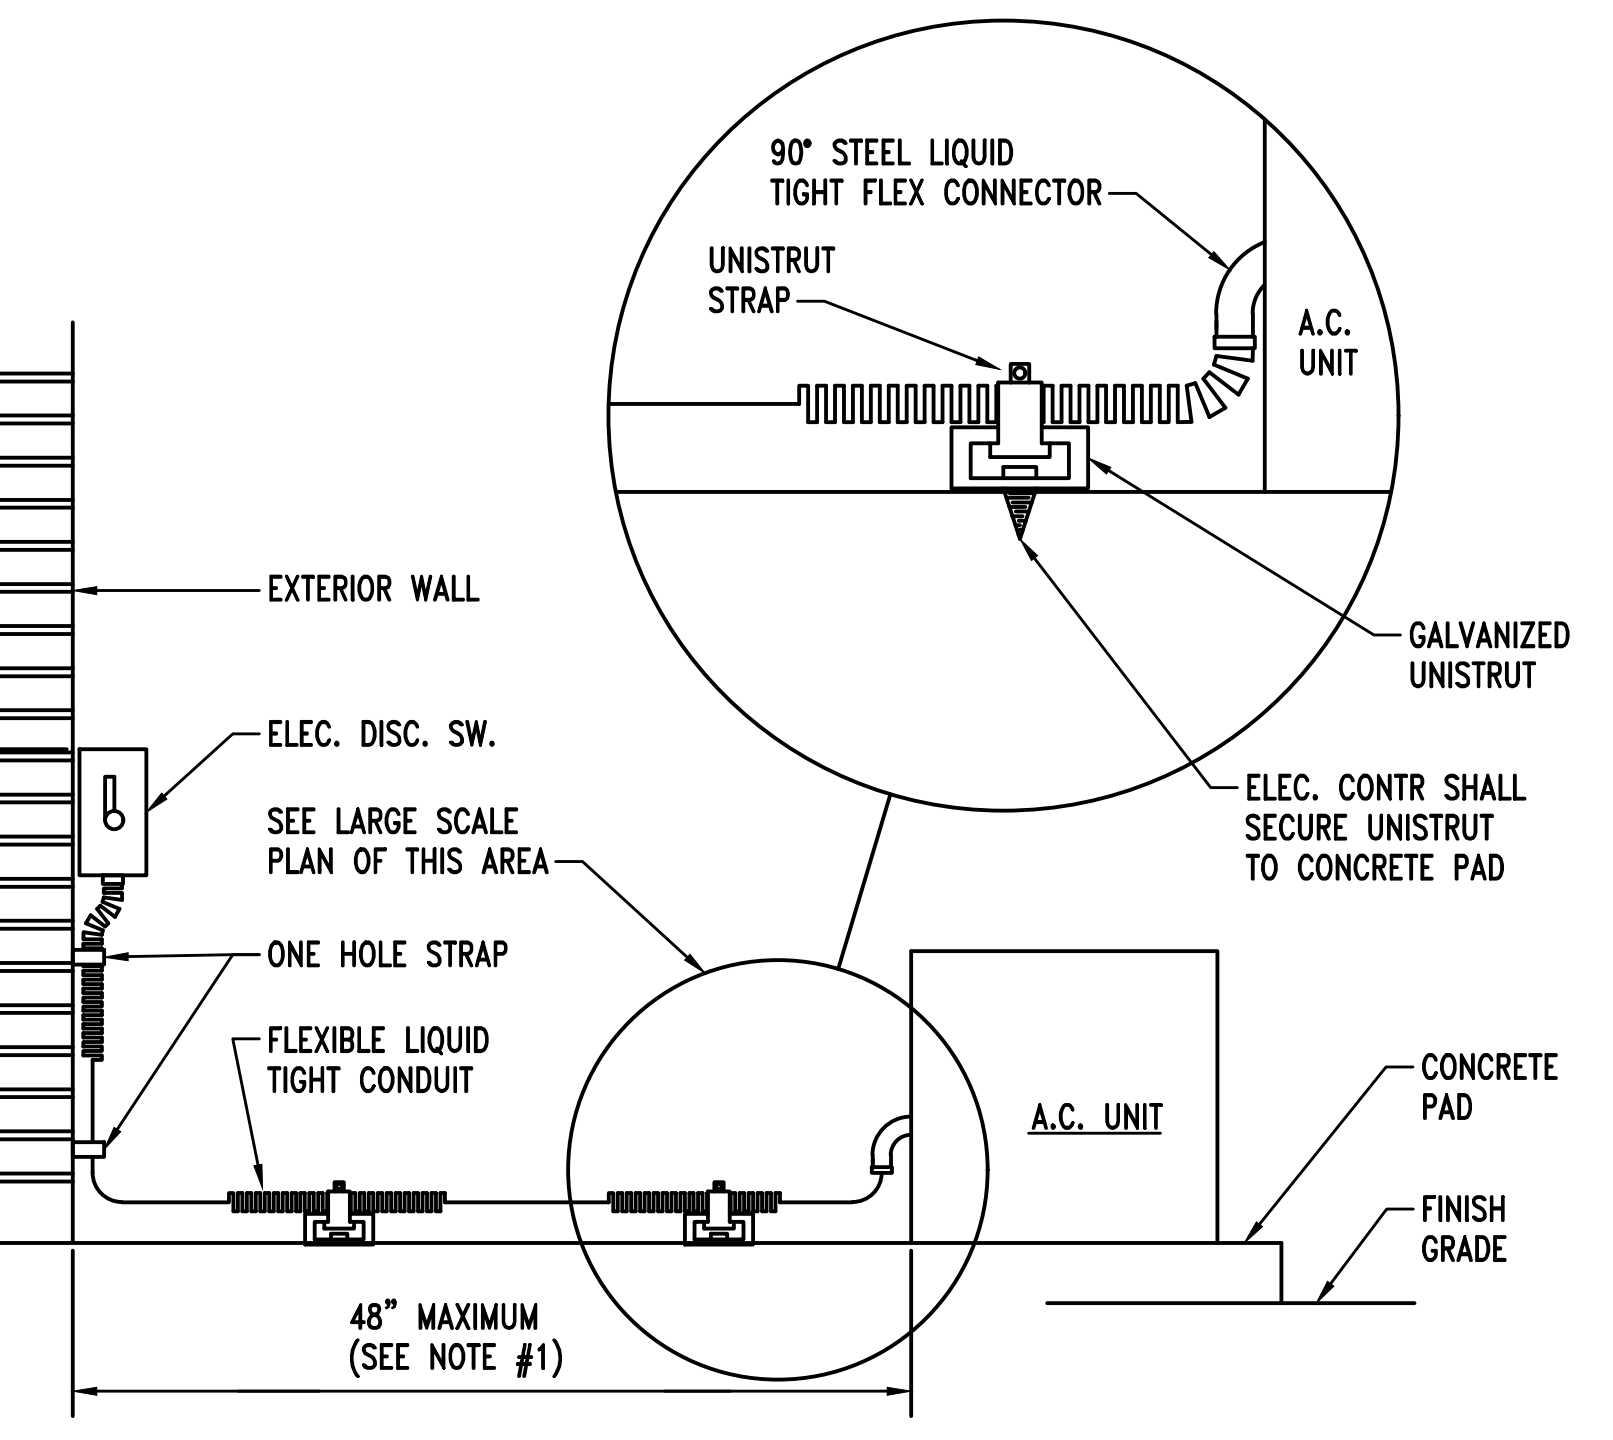 90° STEEL LIQUID
TIGHT FLEX CONNECTOR
UNISTRUT
STRAP
A.C.
UNIT
EXTERIOR WALL
GALVANIZED
UNISTRUT
ELEC. DISC. SW.
ELEC. CONTR SHALL
SECURE UNISTRUT
TO CONCRETE PAD
SEE LARGE SCALE
PLAN OF THIS AREA
ONE HOLE STRAP
FLEXIBLE LIQUID
TIGHT CONDUIT
CONCRETE
PAD
A.C. UNIT
FINISH
GRADE
48” MAXIMUM
(SEE NOTE #1)